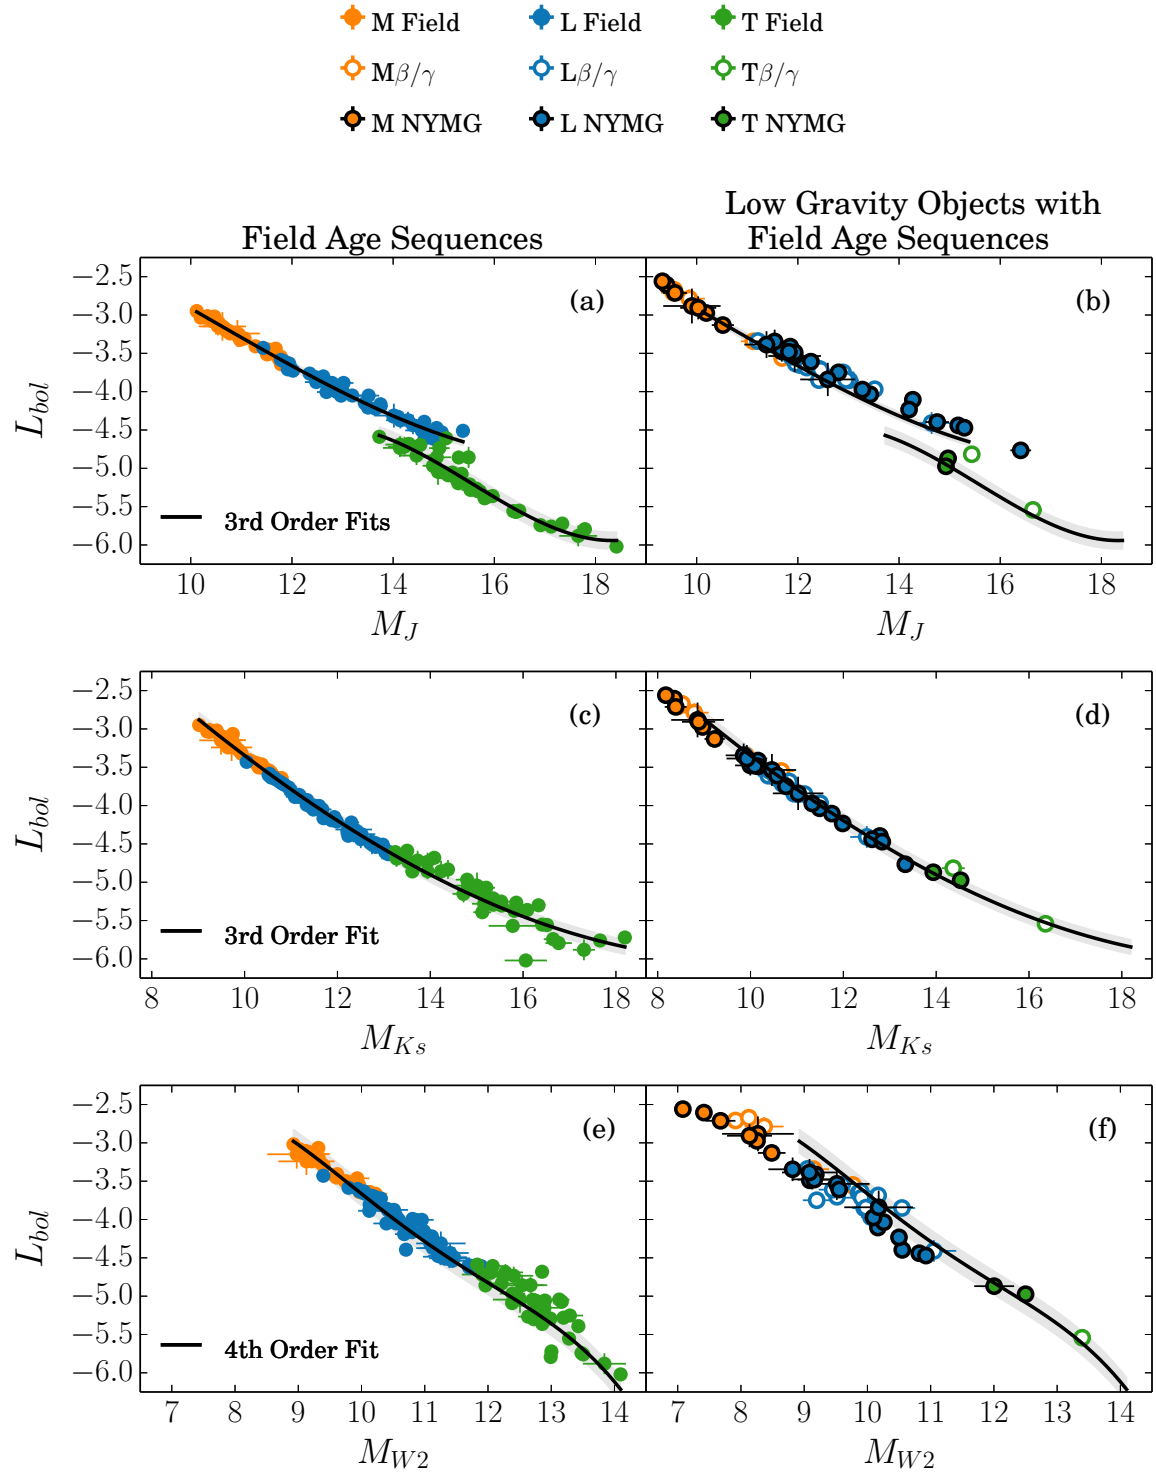 M Field L Field T Field
Mβ/γ Lβ/γ Tβ/γ
M NYMG L NYMG T NYMG
Field Age Sequences
Low Gravity Objects with
Field Age Sequences
(a)
−2.5
−3.0
−3.5
−4.0
−4.5
−5.0
−5.5
−6.0
L_bol
3rd Order Fits
10 12 14 16 18
M_J
(b)
10 12 14 16 18
M_J
(c)
−2.5
−3.0
−3.5
−4.0
−4.5
−5.0
−5.5
−6.0
L_bol
3rd Order Fit
8 10 12 14 16 18
M_Ks
(d)
8 10 12 14 16 18
M_Ks
(e)
−2.5
−3.0
−3.5
−4.0
−4.5
−5.0
−5.5
−6.0
L_bol
4th Order Fit
7 8 9 10 11 12 13 14
M_W2
(f)
7 8 9 10 11 12 13 14
M_W2